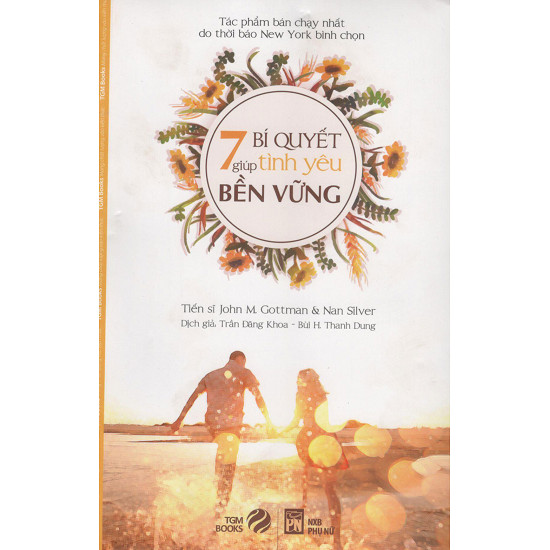 Tác phẩm bán chạy nhất
do thời báo New York bình chọn
7 BÍ QUYẾT
giúp tình yêu
BỀN VỮNG
Tiến sĩ John M. Gottman & Nan Silver
Dịch giả, Trần Đăng Khoa - Bùi H. Thanh Dung
TGM
BOOKS
PN
NXB
PHỤ NỮ